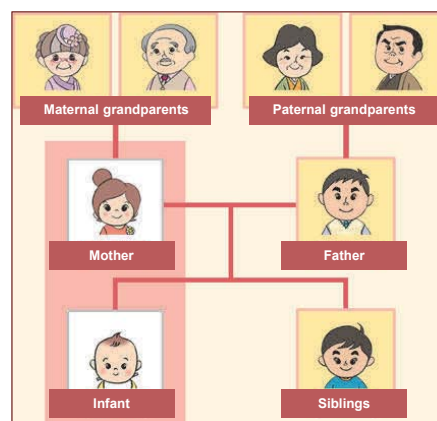 Maternal grandparents
Paternal grandparents
Mother
Father
Infant
Siblings